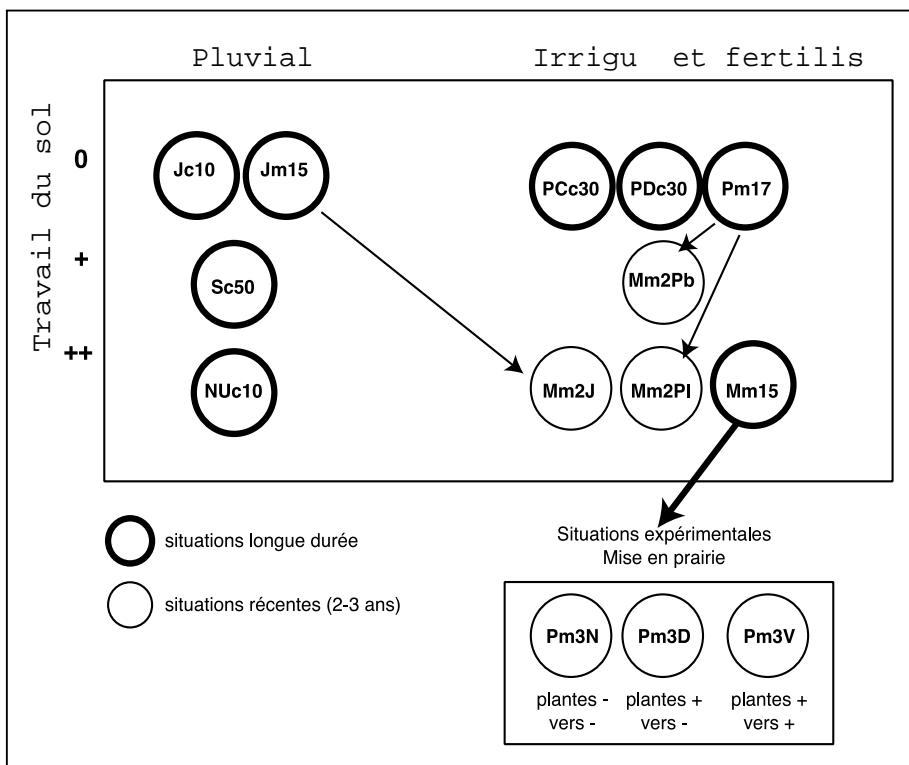 Pluvial
Irrigu et fertilis
Travail du sol
0
Jc10 Jm15 PCc30 PDc30 Pm17
+
Sc50 Mm2Pb
++
NUc10 Mm2J Mm2Pl Mm15
situations longue durée
situations récentes (2-3 ans)
Situations expérimentales
Mise en prairie
Pm3N Pm3D Pm3V
plantes - plantes + plantes +
vers - vers - vers +